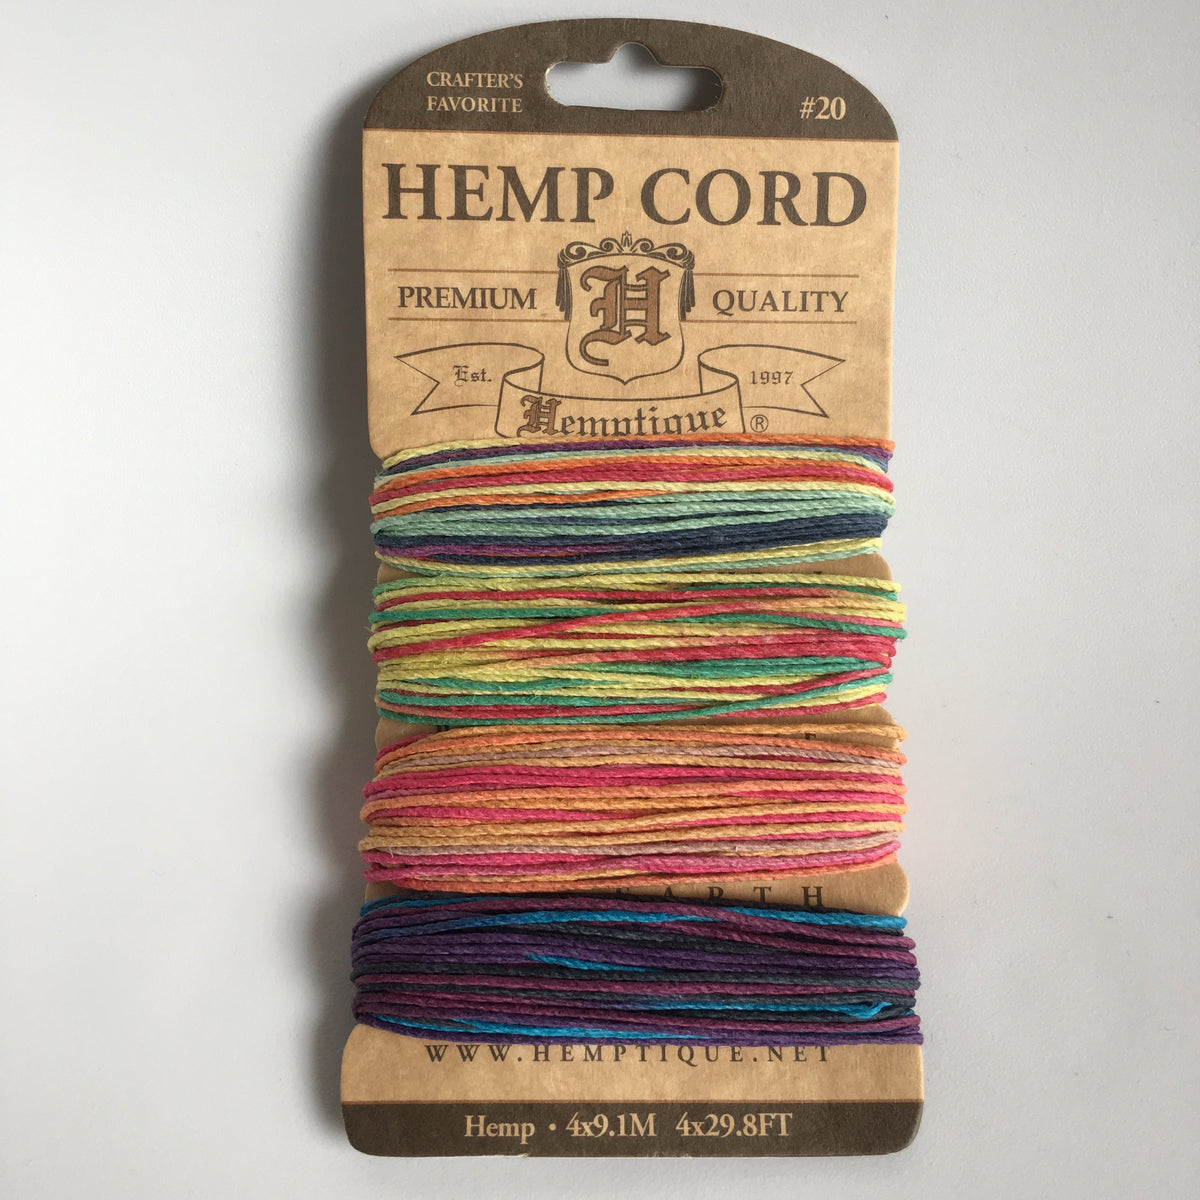 CRAFTER'S
FAVORITE
#20
HEMP CORD
PREMIUM H QUALITY
Est. 1997
Hemptique ®
WWW.HEMPTIQUE.NET
Hemp • 4x9.1M 4x29.8FT